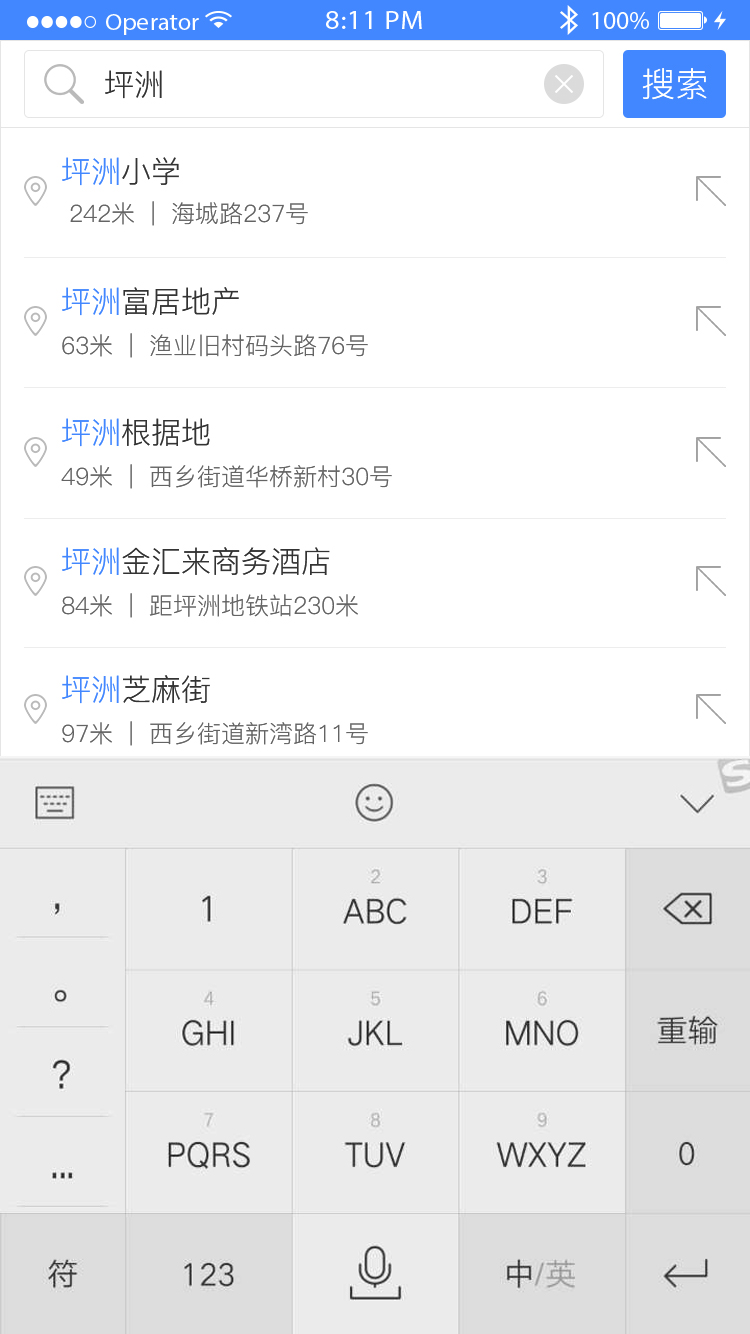 Operator 8:11 PM 100%
坪洲 搜索
坪洲小学
242米 | 海城路237号
坪洲富居地产
63米 | 渔业旧村码头路76号
坪洲根据地
49米 | 西乡街道华桥新村30号
坪洲金汇来商务酒店
84米 | 距坪洲地铁站230米
坪洲芝麻街
97米 | 西乡街道新湾路11号
S
, 1 2 ABC 3 DEF
。 4 GHI 5 JKL 6 MNO 重输
? 7 PQRS 8 TUV 9 WXYZ 0
...
符 123 中/英